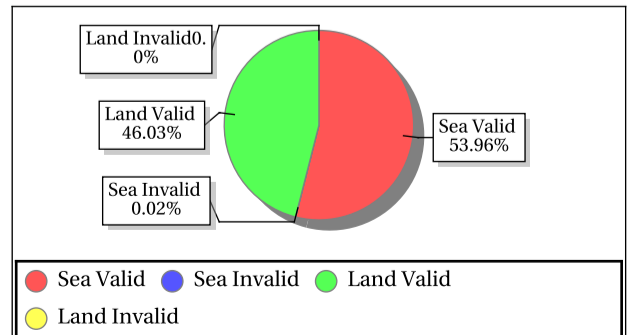 Land Invalid0.
0%
Land Valid
46.03%
Sea Valid
53.96%
Sea Invalid
0.02%
Sea Valid Sea Invalid Land Valid
Land Invalid